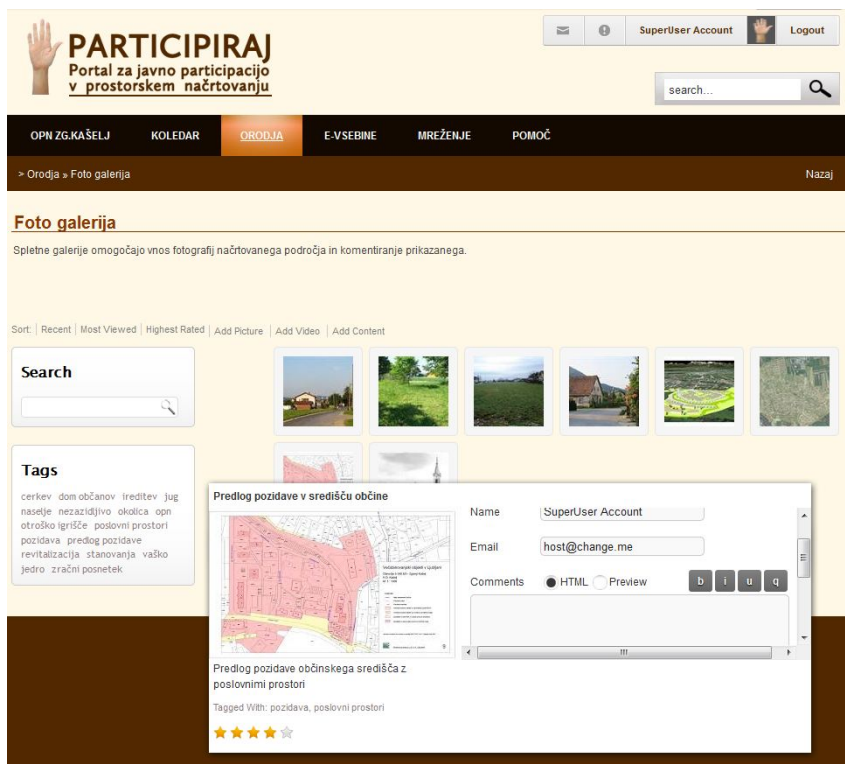 SuperUser Account
Logout
PARTICIPIRAJ
Portal za javno participacijo
v prostorskem načrtovanju
search...
OPN ZG.KAŠELJ KOLEDAR ORODJA E-VSEBINE MREŽENJE POMOČ
> Orodja » Foto galerija
Nazaj
Foto galerija
Spletne galerije omogočajo vnos fotografij načrtovanega področja in komentiranje prikazanega.
Sort: Recent Most Viewed Highest Rated Add Picture Add Video Add Content
Search
Tags
cerkev dom občanov ireditev jug
naselje nezazidljivo okolica opn
otroško igrišče poslovni prostori
pozidava predlog pozidave
revitalizacija stanovanja vaško
jedro zračni posnetek
Predlog pozidave v središču občine
Name SuperUser Account
Email host@change.me
Comments HTML Preview b i u q
9
Predlog pozidave občinskega središča z
poslovnimi prostori
Tagged With: pozidava, poslovni prostori